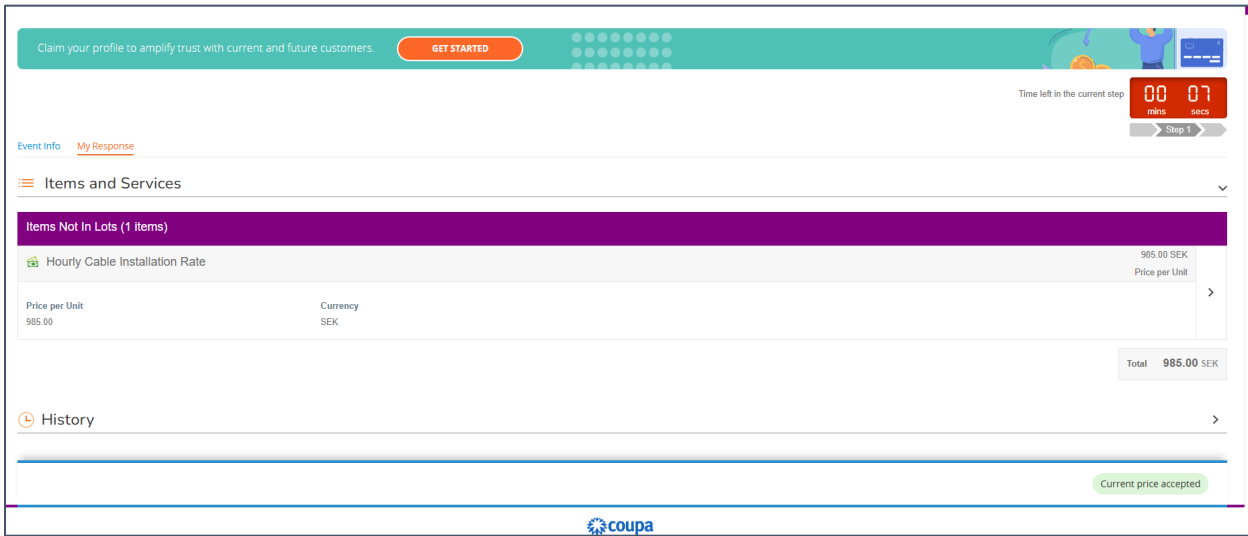 Claim your profile to amplify trust with current and future customers.
GET STARTED
Time left in the current step
00 07
mins secs
Step 1
Event Info My Response
Items and Services
Items Not In Lots (1 items)
Hourly Cable Installation Rate
985.00 SEK
Price per Unit
Price per Unit Currency
985.00 SEK
Total 985.00 SEK
History
Current price accepted
coupa